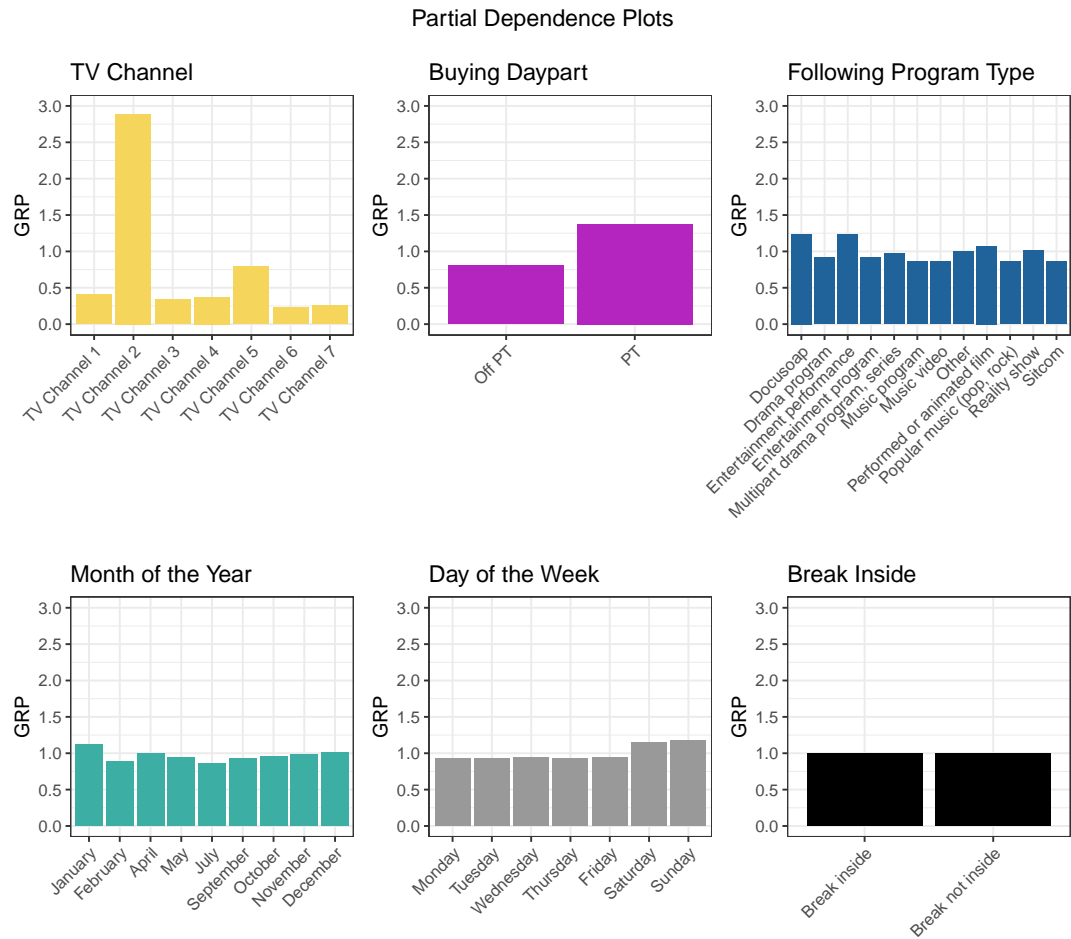 Partial Dependence Plots
TV Channel
GRP
3.0
2.5
2.0
1.5
1.0
0.5
0.0
TV Channel 1
TV Channel 2
TV Channel 3
TV Channel 4
TV Channel 5
TV Channel 6
TV Channel 7
Buying Daypart
GRP
3.0
2.5
2.0
1.5
1.0
0.5
0.0
Off PT
PT
Following Program Type
GRP
3.0
2.5
2.0
1.5
1.0
0.5
0.0
Docusoap
Drama program
Entertainment performance
Entertainment program
Multipart drama program, series
Music program
Music video
Other
Performed or animated film
Popular music (pop, rock)
Reality show
Sitcom
Month of the Year
GRP
3.0
2.5
2.0
1.5
1.0
0.5
0.0
January
February
April
May
July
September
October
November
December
Day of the Week
GRP
3.0
2.5
2.0
1.5
1.0
0.5
0.0
Monday
Tuesday
Wednesday
Thursday
Friday
Saturday
Sunday
Break Inside
GRP
3.0
2.5
2.0
1.5
1.0
0.5
0.0
Break inside
Break not inside